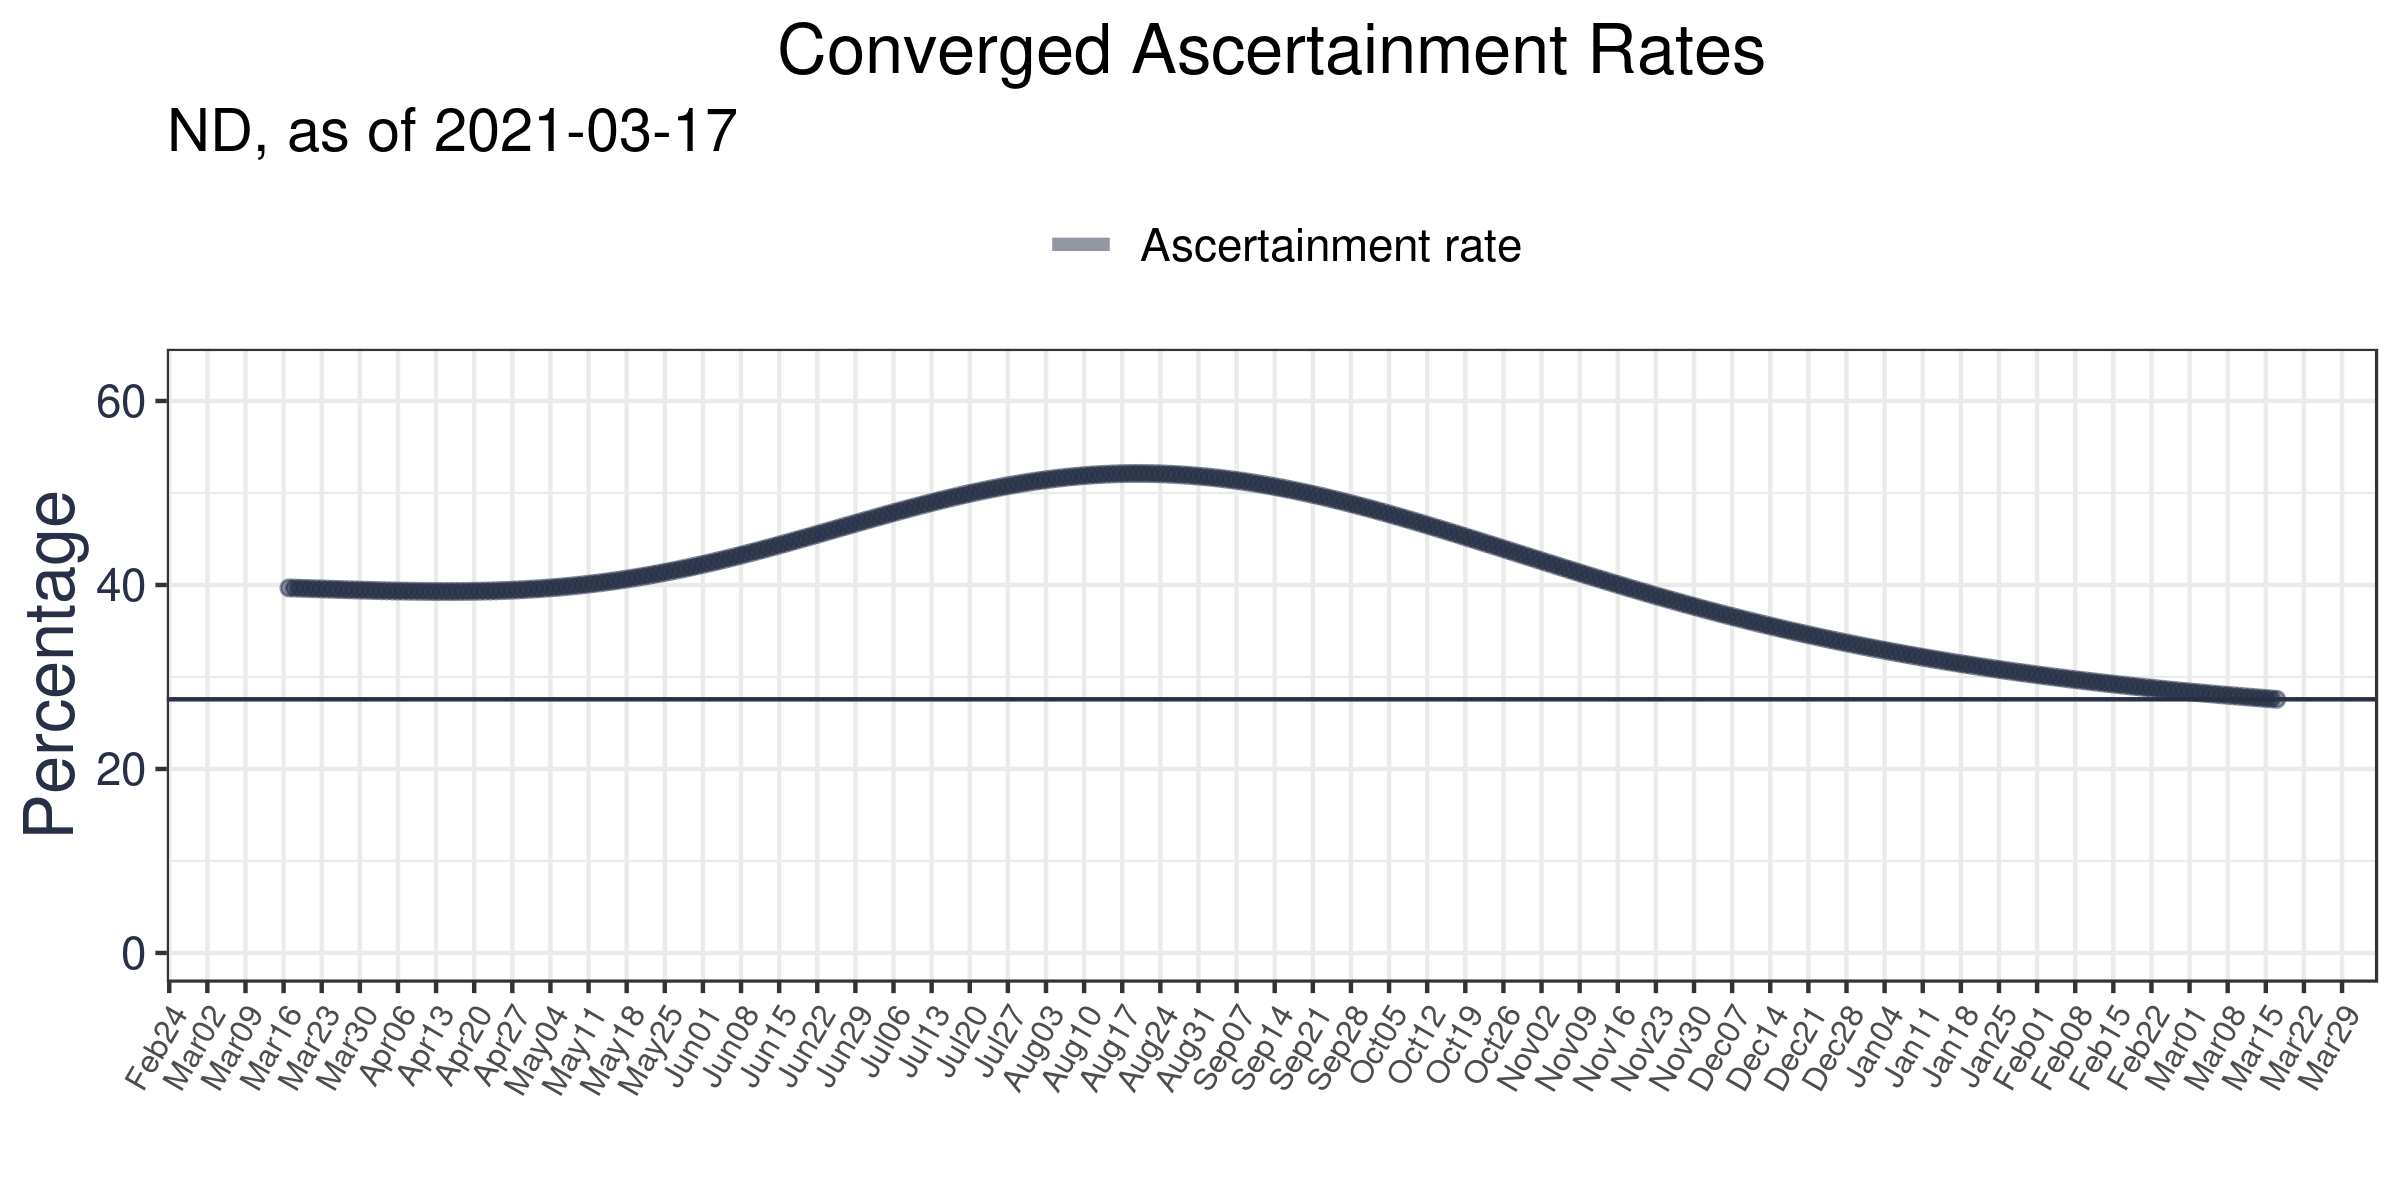 Converged Ascertainment Rates
ND, as of 2021-03-17
Ascertainment rate
Percentage
60
40
20
0
Feb24
Mar02
Mar09
Mar16
Mar23
Mar30
Apr06
Apr13
Apr20
Apr27
May04
May11
May18
May25
Jun01
Jun08
Jun15
Jun22
Jun29
Jul06
Jul13
Jul20
Jul27
Aug03
Aug10
Aug17
Aug24
Aug31
Sep07
Sep14
Sep21
Sep28
Oct05
Oct12
Oct19
Oct26
Nov02
Nov09
Nov16
Nov23
Nov30
Dec07
Dec14
Dec21
Dec28
Jan04
Jan11
Jan18
Jan25
Feb01
Feb08
Feb15
Feb22
Mar01
Mar08
Mar15
Mar22
Mar29